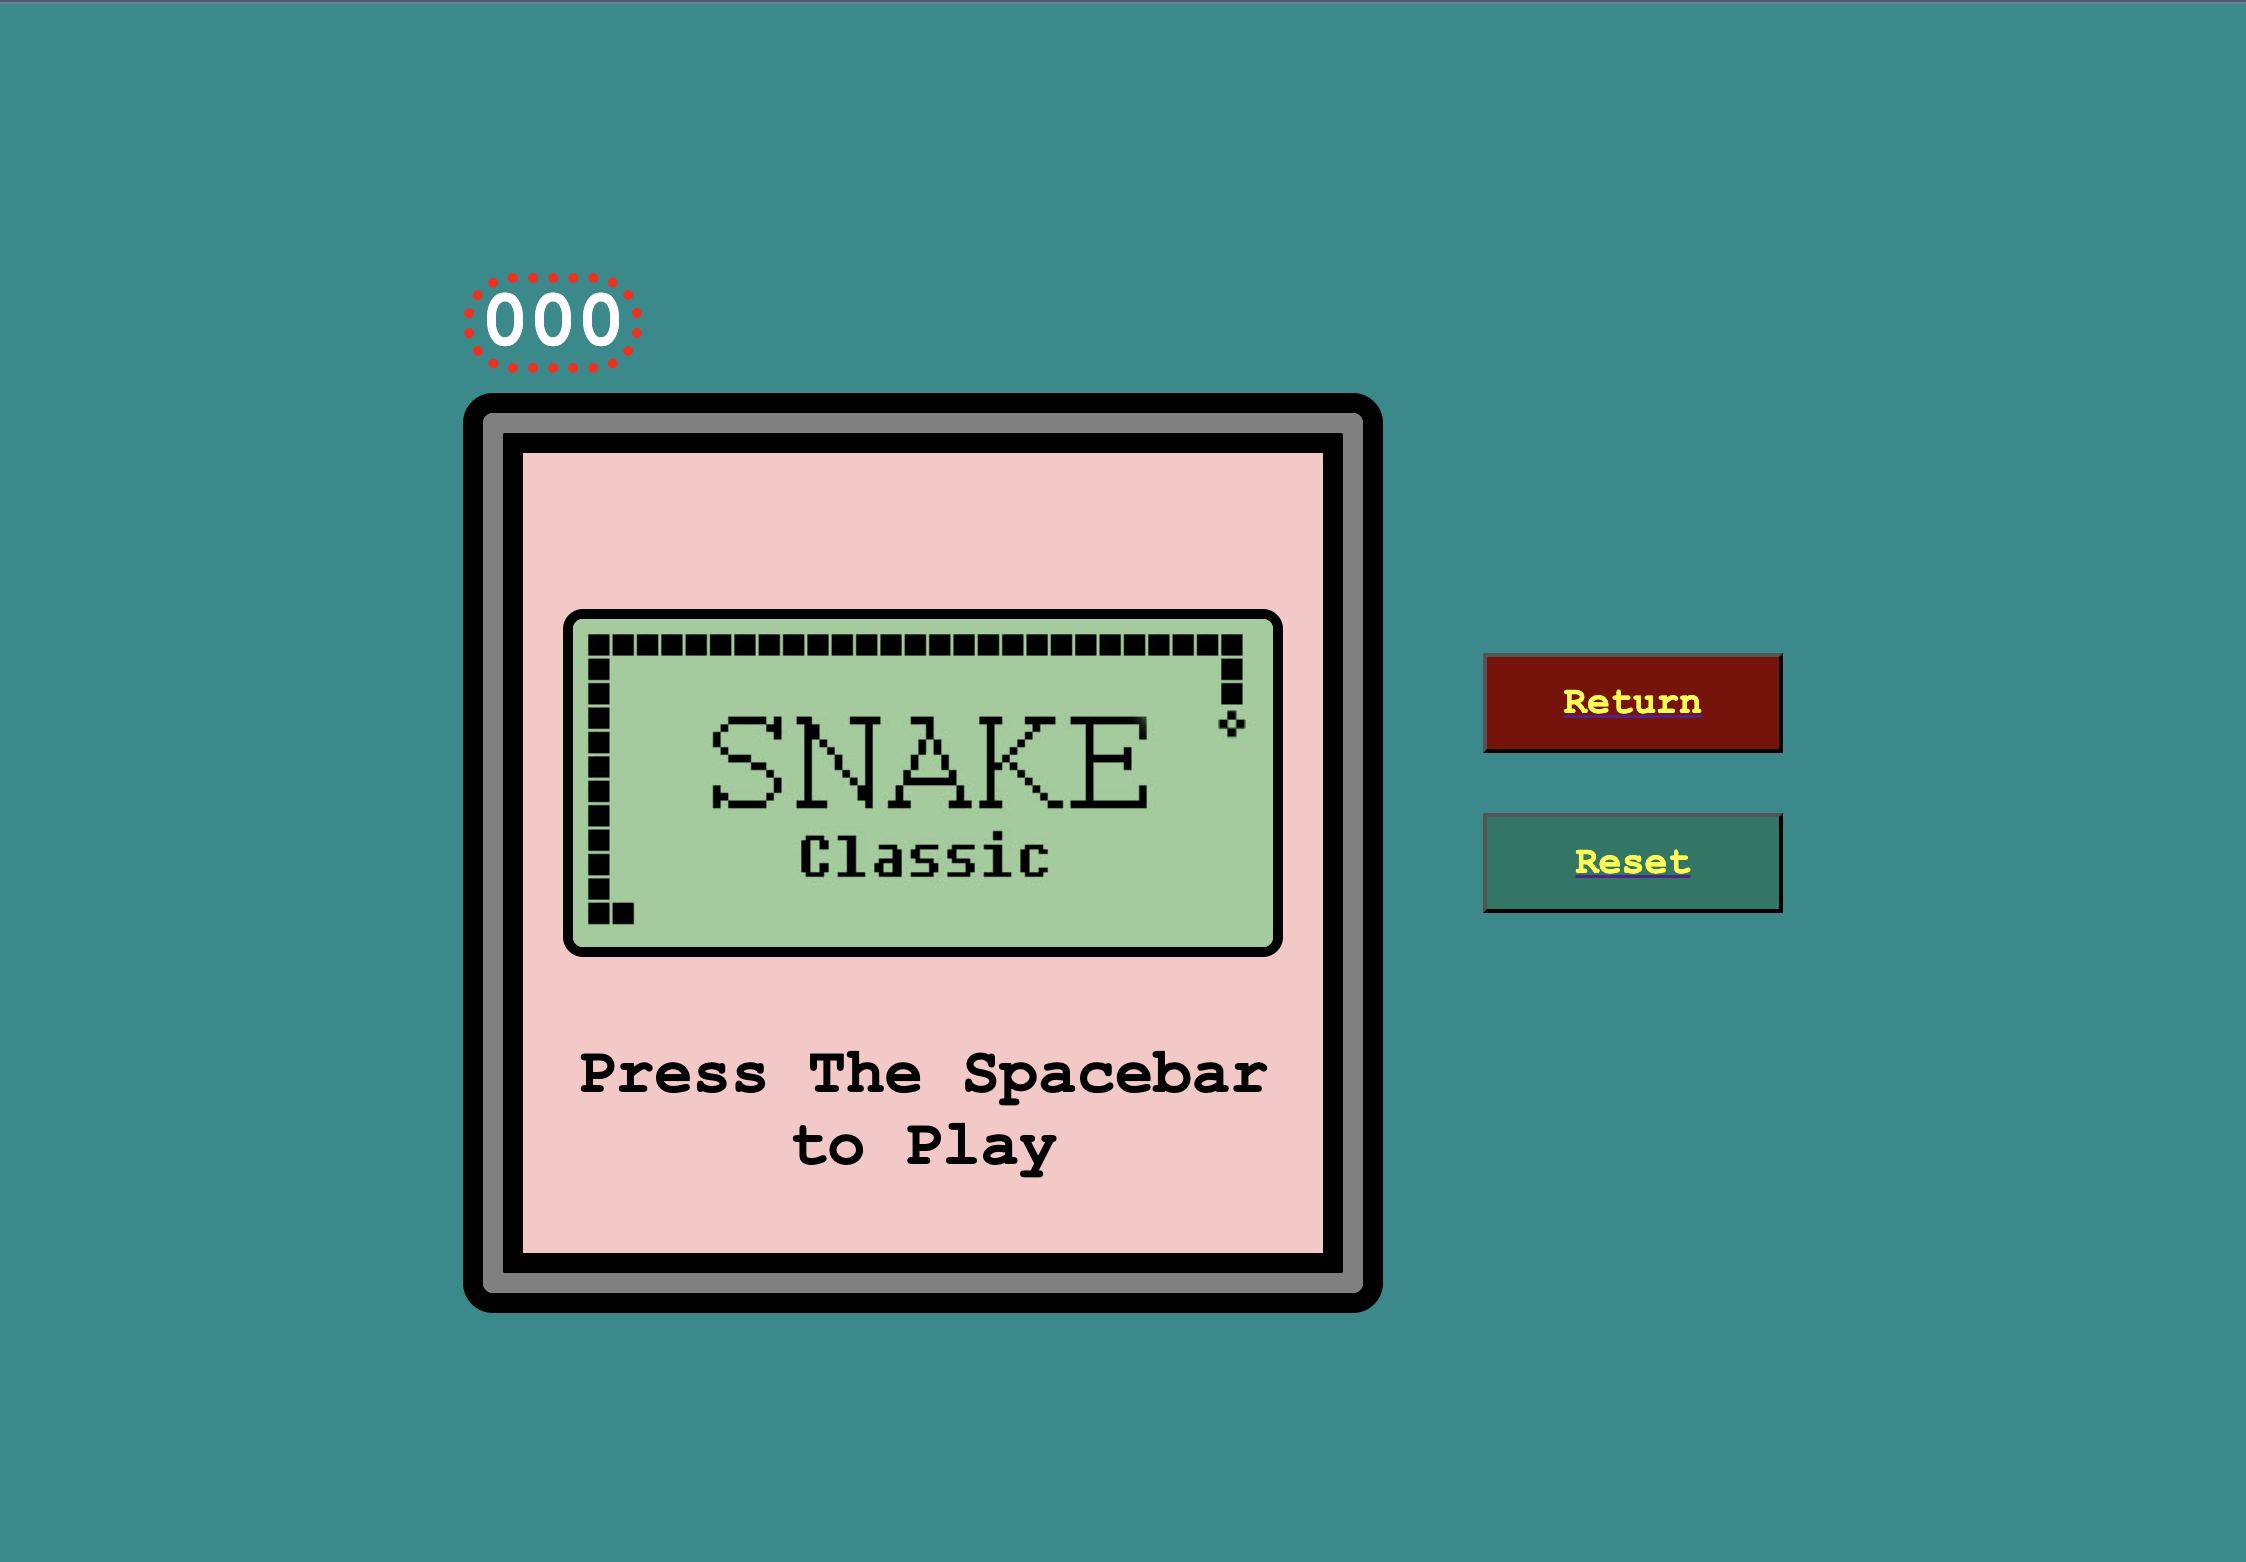 000
SNAKE
Classic
Press The Spacebar
to Play
Return
Reset